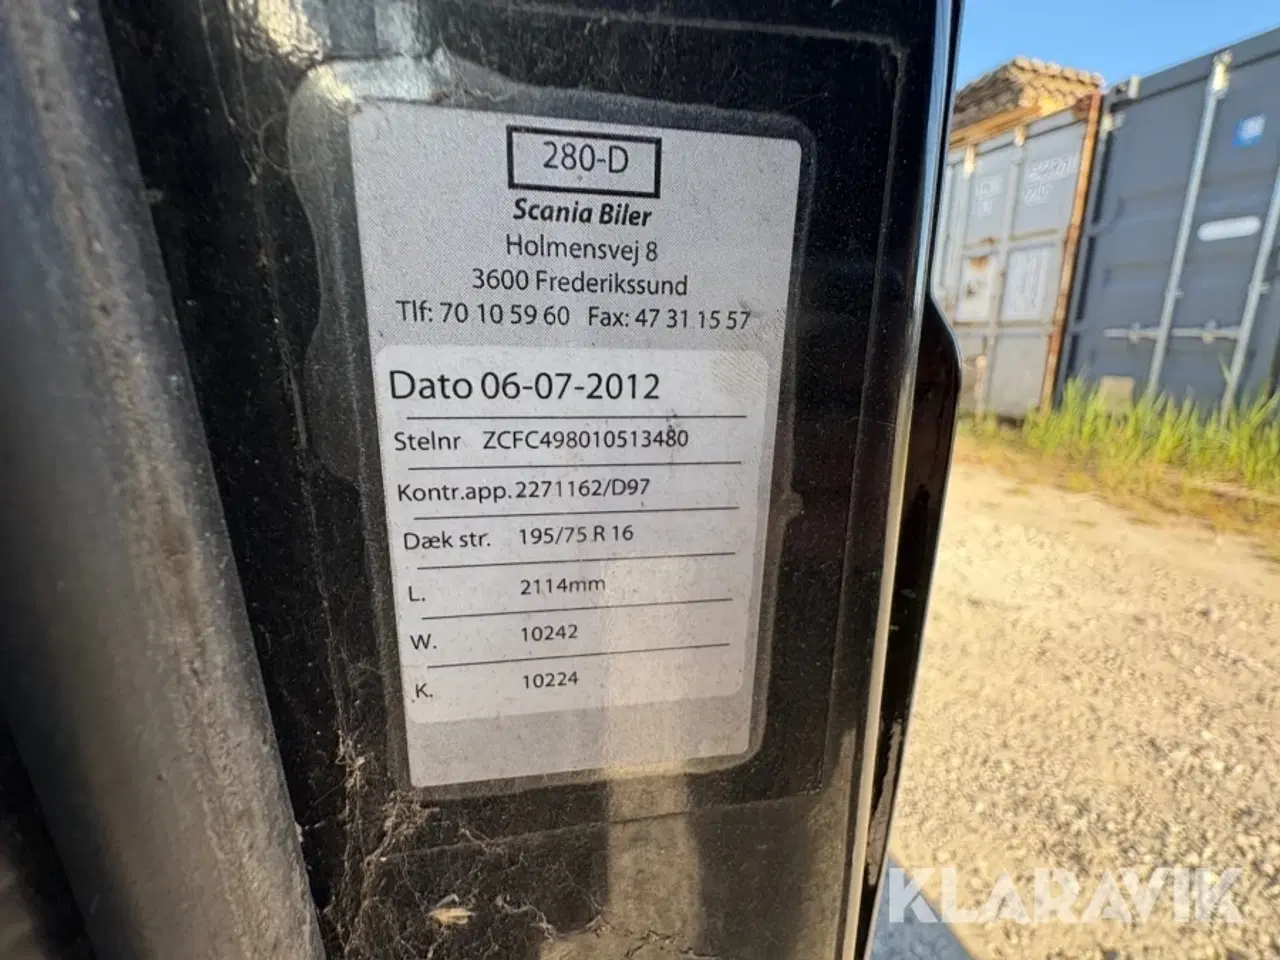 280-D
Scania Biler
Holmensvej 8
3600 Frederikssund
Tlf: 70 10 59 60 Fax: 47 31 15 57
Dato 06-07-2012
Stelnr ZCFC498010513480
Kontr.app. 2271162/D97
Dæk str. 195/75 R 16
L. 2114mm
W. 10242
K. 10224
KLARAVIK